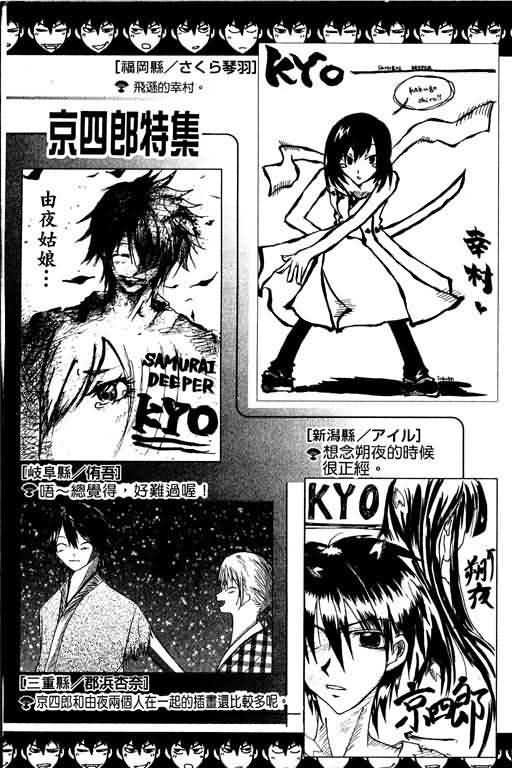 [福岡縣／さくら琴羽]
飛遜的幸村。
京四郎特集
KYO
SAMURAI DEEPER
幸村
由夜姑娘…
SAMURAI
DEEPER
KYO
[岐阜縣／侑吾]
唔～總覺得，好難過喔！
[新潟縣／アイル]
想念朔夜的時候
很正經。
KYO
朔夜
京四郎
[三重縣／郡浜杏奈]
京四郎和由夜兩個人在一起的插畫還比較多呢。